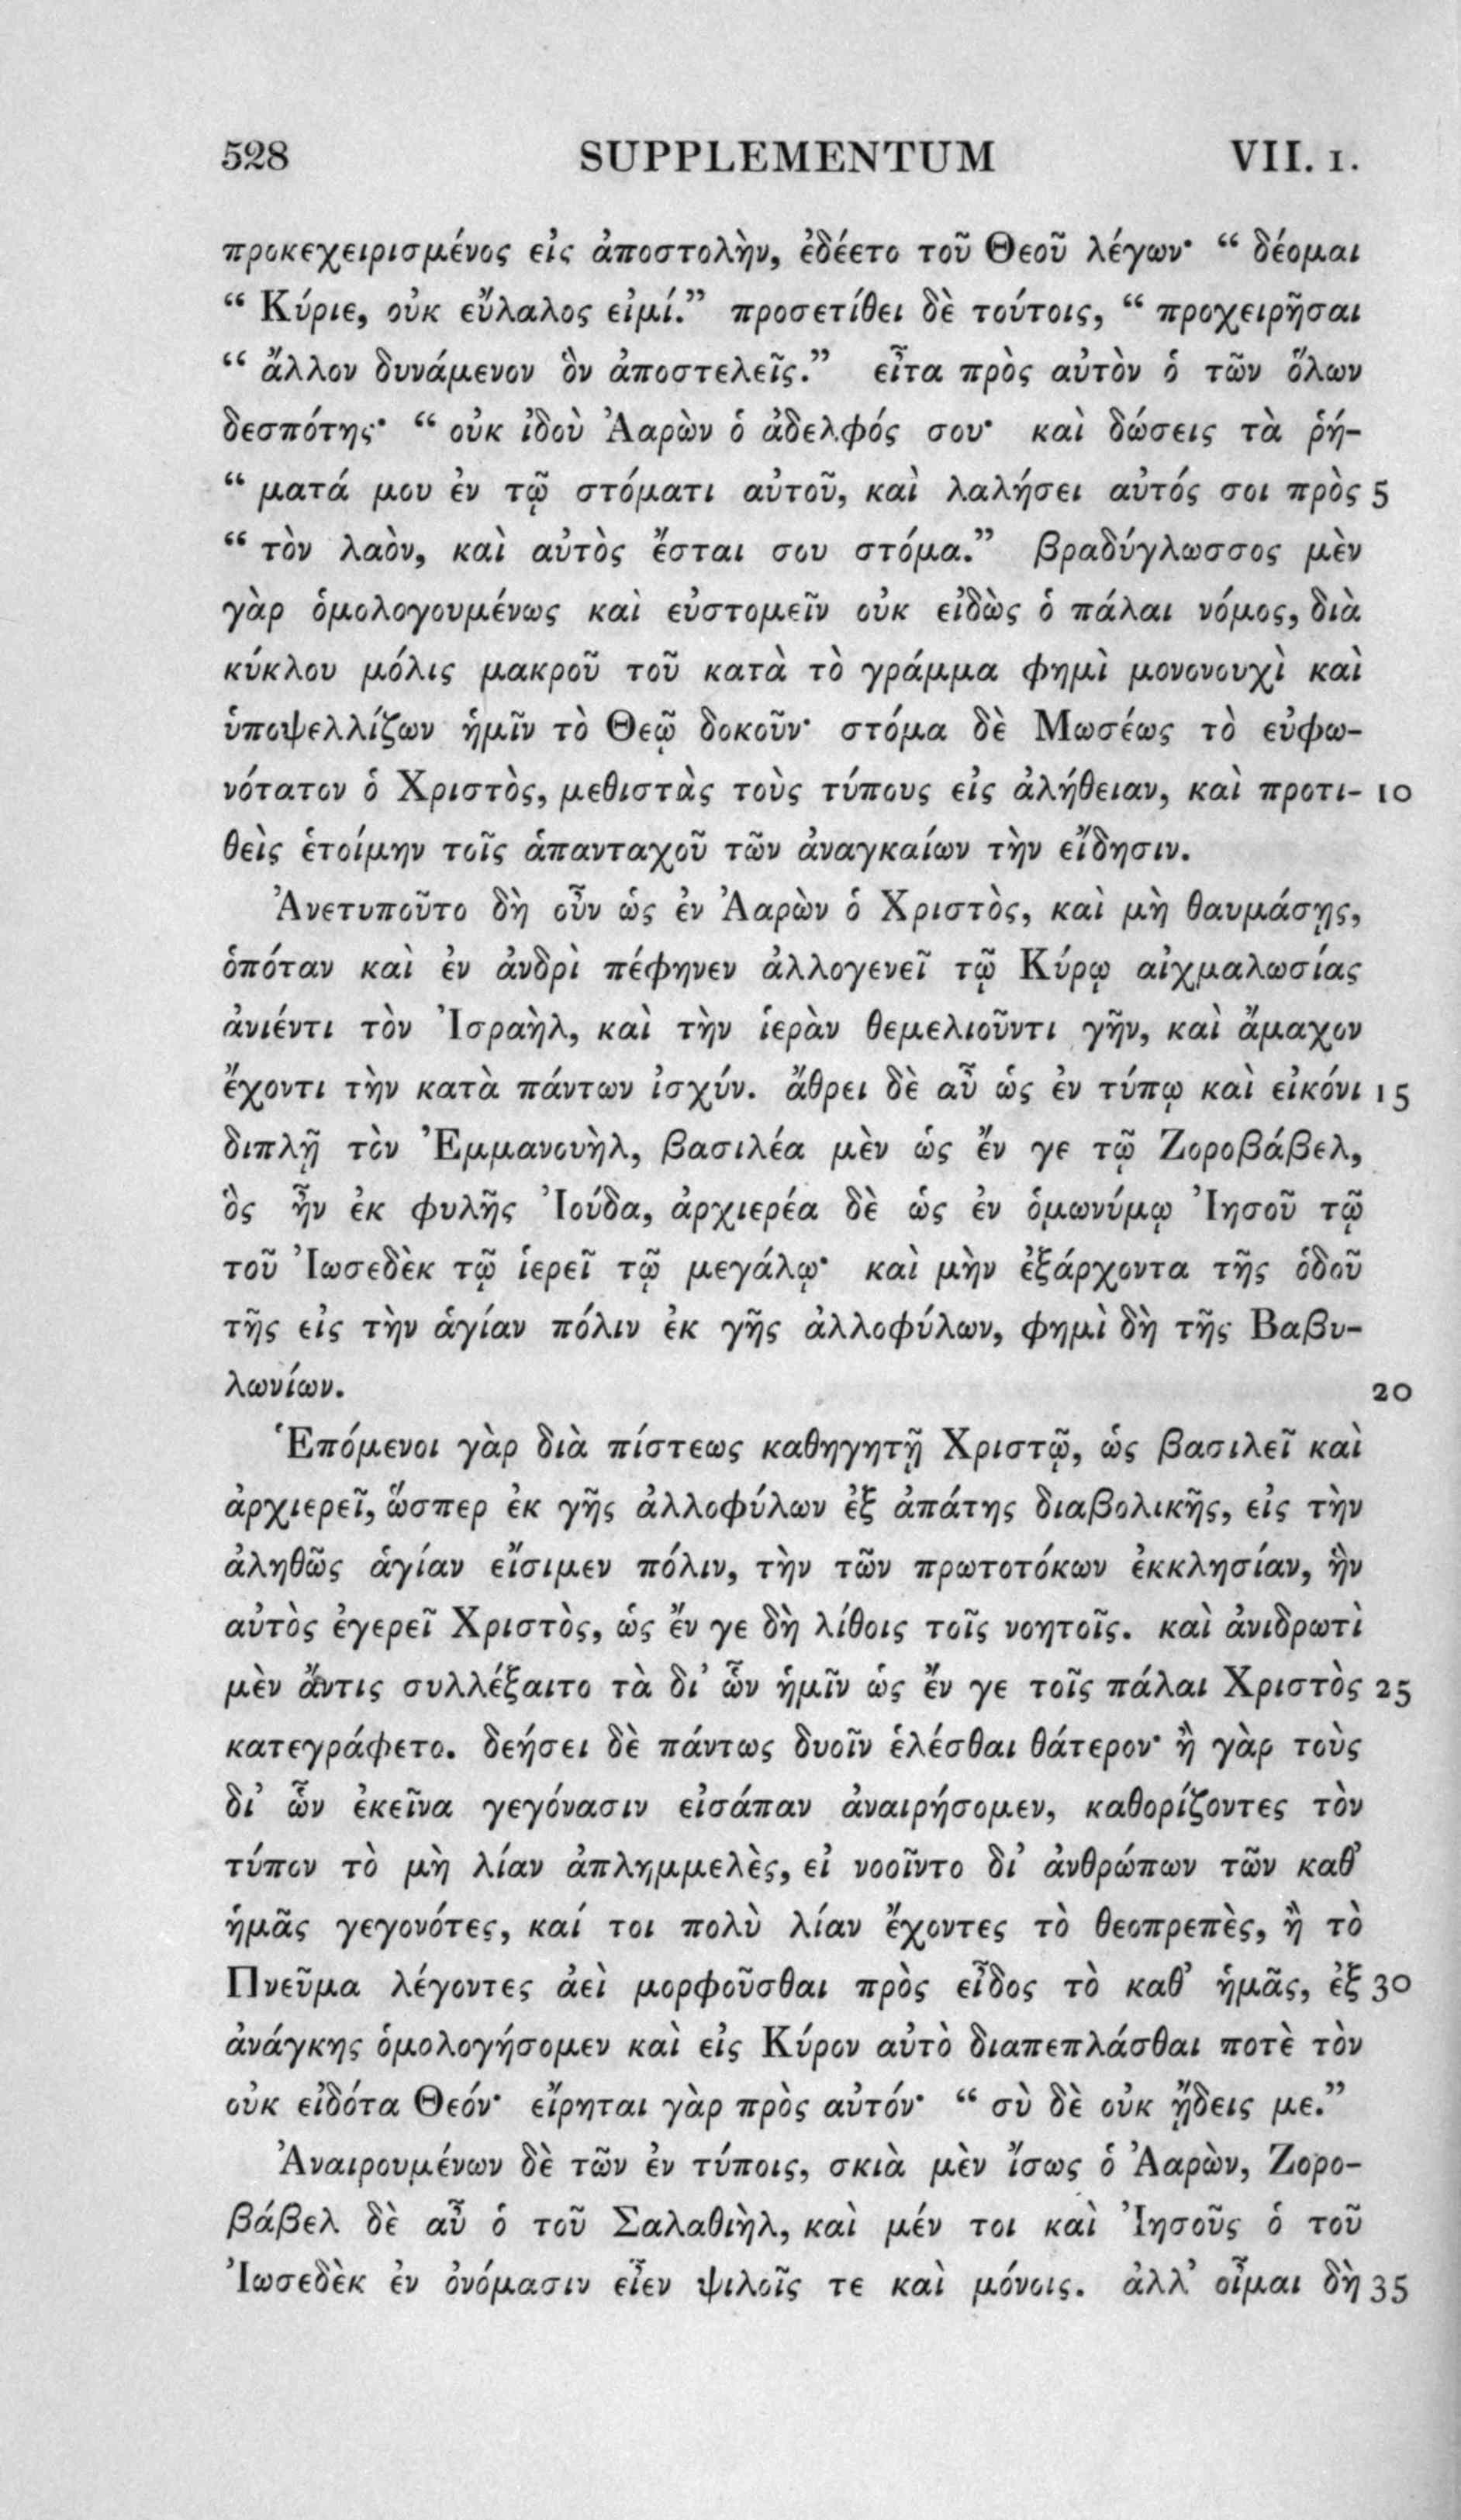 528 SUPPLEMENTUM VII. 1.
προκεχειρισμένος εἰς ἀποστολὴν, ἐδέετο τοῦ Θεοῦ λέγων· “ δέομαι
“ Κύριε, οὐκ εὔλαλος εἰμί.” προσετίθει δὲ τούτοις, “ προχειρῆσαι
“ ἄλλον δυνάμενον ὃν ἀποστελεῖς.” εἶτα πρὸς αὐτὸν ὁ τῶν ὅλων
δεσπότης· “ οὐκ ἰδοὺ Ἀαρὼν ὁ ἀδελφός σου· καὶ δώσεις τὰ ῥή-
“ ματά μου ἐν τῷ στόματι αὐτοῦ, καὶ λαλήσει αὐτός σοι πρὸς 5
“ τὸν λαὸν, καὶ αὐτὸς ἔσται σου στόμα.” βραδύγλωσσος μὲν
γὰρ ὁμολογουμένως καὶ εὐστομεῖν οὐκ εἰδὼς ὁ πάλαι νόμος, διὰ
κύκλου μόλις μακροῦ τοῦ κατὰ τὸ γράμμα φημὶ μονονουχὶ καὶ
ὑποψελλίζων ἡμῖν τὸ Θεῷ δοκοῦν· στόμα δὲ Μωσέως τὸ εὐφω-
νότατον ὁ Χριστὸς, μεθιστὰς τοὺς τύπους εἰς ἀλήθειαν, καὶ προτι- 10
θεὶς ἑτοίμην τοῖς ἁπανταχοῦ τῶν ἀναγκαίων τὴν εἴδησιν.
Ἀνετυποῦτο δὴ οὖν ὡς ἐν Ἀαρὼν ὁ Χριστὸς, καὶ μὴ θαυμάσῃς,
ὁπόταν καὶ ἐν ἀνδρὶ πέφηνεν ἀλλογενεῖ τῷ Κύρῳ αἰχμαλωσίας
ἀνιέντι τὸν Ἰσραὴλ, καὶ τὴν ἱερὰν θεμελιοῦντι γῆν, καὶ ἄμαχον
ἔχοντι τὴν κατὰ πάντων ἰσχύν. ἄθρει δὲ αὖ ὡς ἐν τύπῳ καὶ εἰκόνι 15
διπλῇ τὸν Ἐμμανουὴλ, βασιλέα μὲν ὡς ἔν γε τῷ Ζοροβάβελ,
ὃς ἦν ἐκ φυλῆς Ἰούδα, ἀρχιερέα δὲ ὡς ἐν ὁμωνύμῳ Ἰησοῦ τῷ
τοῦ Ἰωσεδὲκ τῷ ἱερεῖ τῷ μεγάλῳ· καὶ μὴν ἐξάρχοντα τῆς ὁδοῦ
τῆς εἰς τὴν ἁγίαν πόλιν ἐκ γῆς ἀλλοφύλων, φημὶ δὴ τῆς Βαβυ-
λωνίων. 20
Ἑπόμενοι γὰρ διὰ πίστεως καθηγητῇ Χριστῷ, ὡς βασιλεῖ καὶ
ἀρχιερεῖ, ὥσπερ ἐκ γῆς ἀλλοφύλων ἐξ ἀπάτης διαβολικῆς, εἰς τὴν
ἀληθῶς ἁγίαν εἴσιμεν πόλιν, τὴν τῶν πρωτοτόκων ἐκκλησίαν, ἣν
αὐτὸς ἐγερεῖ Χριστὸς, ὡς ἔν γε δὴ λίθοις τοῖς νοητοῖς. καὶ ἀνιδρωτὶ
μὲν ἄντις συλλέξαιτο τὰ δι’ ὧν ἡμῖν ὡς ἔν γε τοῖς πάλαι Χριστὸς 25
κατεγράφετο. δεήσει δὲ πάντως δυοῖν ἑλέσθαι θάτερον· ἢ γὰρ τοὺς
δι’ ὧν ἐκεῖνα γεγόνασιν εἰσάπαν ἀναιρήσομεν, καθορίζοντες τὸν
τύπον τὸ μὴ λίαν ἀπλημμελὲς, εἰ νοοῖντο δι’ ἀνθρώπων τῶν καθ’
ἡμᾶς γεγονότες, καί τοι πολὺ λίαν ἔχοντες τὸ θεοπρεπὲς, ἢ τὸ
Πνεῦμα λέγοντες ἀεὶ μορφοῦσθαι πρὸς εἶδος τὸ καθ’ ἡμᾶς, ἐξ 30
ἀνάγκης ὁμολογήσομεν καὶ εἰς Κύρον αὐτὸ διαπεπλάσθαι ποτὲ τὸν
οὐκ εἰδότα Θεόν· εἴρηται γὰρ πρὸς αὐτόν· “ σὺ δὲ οὐκ ᾔδεις με.”
Ἀναιρουμένων δὲ τῶν ἐν τύποις, σκιὰ μὲν ἴσως ὁ Ἀαρὼν, Ζορο-
βάβελ δὲ αὖ ὁ τοῦ Σαλαθιὴλ, καὶ μέν τοι καὶ Ἰησοῦς ὁ τοῦ
Ἰωσεδὲκ ἐν ὀνόμασιν εἶεν ψιλοῖς τε καὶ μόνοις. ἀλλ’ οἶμαι δὴ 35